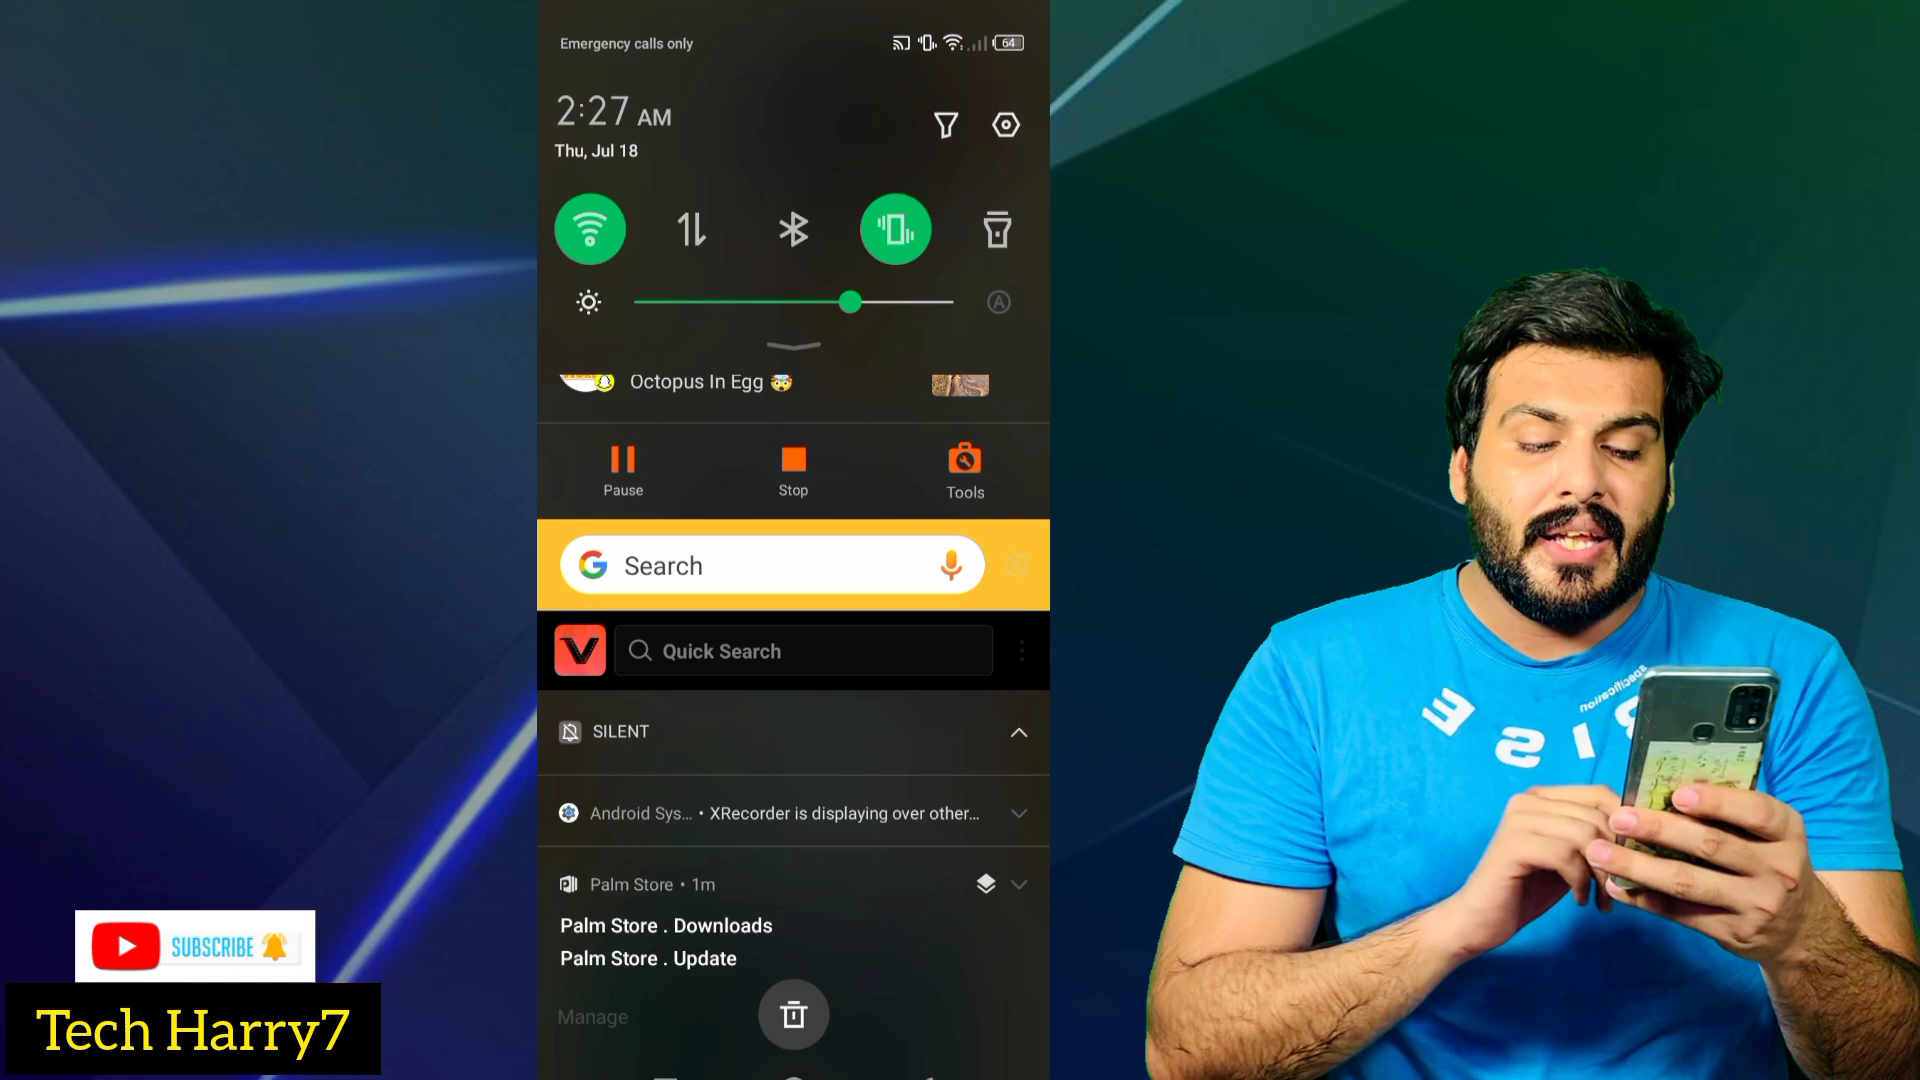 Emergency calls only
64
2:27 AM
Thu, Jul 18
A
Octopus In Egg 🤯
Pause
Stop
Tools
Search
V
Quick Search
SILENT
Android Sys... • XRecorder is displaying over other...
Palm Store • 1m
Palm Store . Downloads
Palm Store . Update
Manage
SUBSCRIBE
Tech Harry7
specification